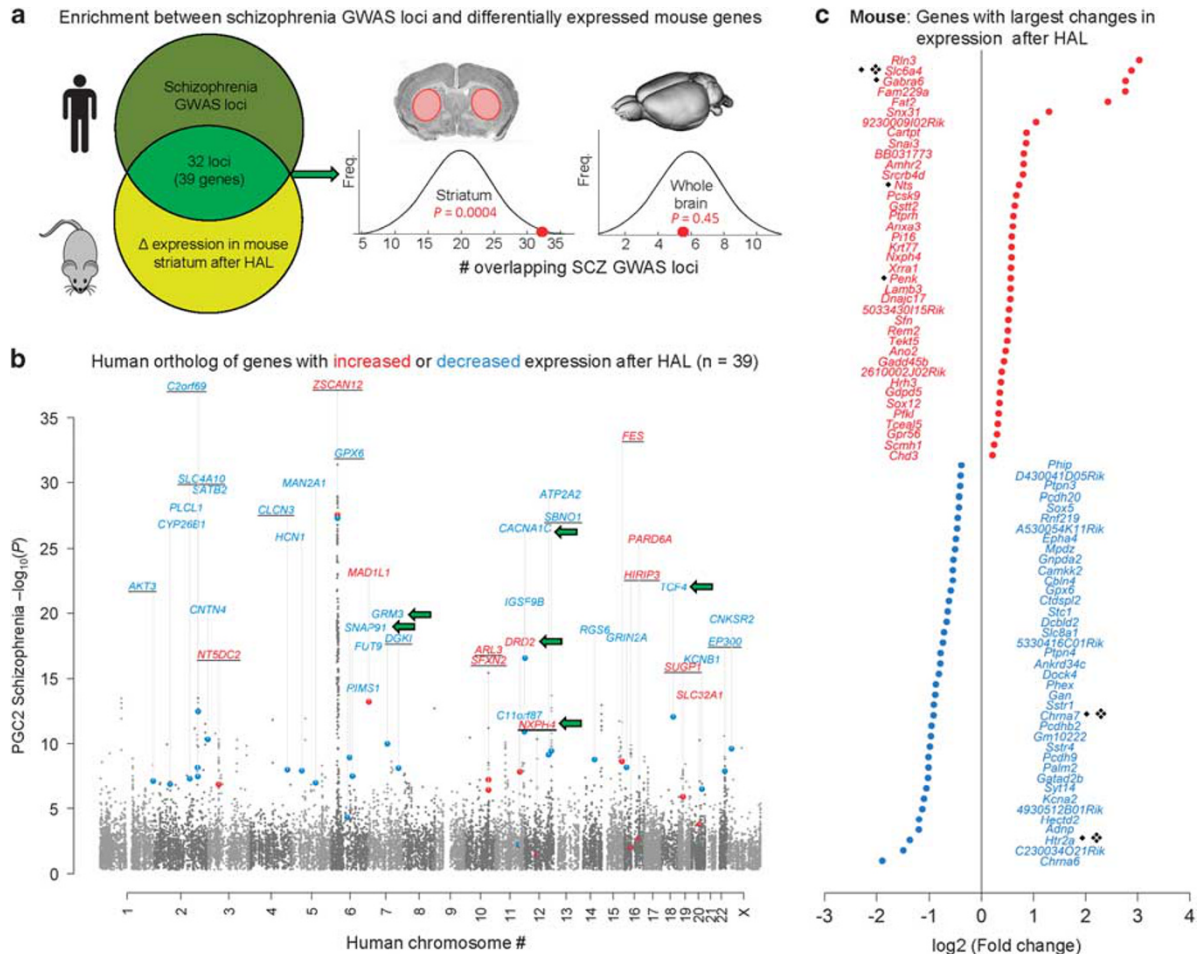 a Enrichment between schizophrenia GWAS loci and differentially expressed mouse genes
Schizophrenia
GWAS loci
32 loci
(39 genes)
Δ expression in mouse
striatum after HAL
Freq.
Striatum
P = 0.0004
5 10 15 20 25 30 35
Freq.
Whole
brain
P = 0.45
2 4 6 8 10
# overlapping SCZ GWAS loci
b Human ortholog of genes with increased or decreased expression after HAL (n = 39)
PGC2 Schizophrenia –log10(P)
35
30
25
20
15
10
5
0
C2orf69
ZSCAN12
FES
GPX6
SLC4A10
SATB2
MAN2A1
ATP2A2
PLCL1
CLCN3
SBNO1
CYP26B1
CACNA1C
HCN1
PARD6A
MAD1L1
HIRIP3
AKT3
TCF4
IGSF9B
CNTN4
GRM3
SNAP91
CNKSR2
RGS6
GRIN2A
DGKI
FUT9
DRD2
EP300
ARL3
NT5DC2
SFXN2
KCNB1
SUGP1
RIMS1
SLC32A1
C11orf87
NXPH4
1 2 3 4 5 6 7 8 9 10 11 12 13 14 15 16 17 18 19 20 21 22 X
Human chromosome #
c Mouse: Genes with largest changes in
expression after HAL
Rln3
Slc6a4
Gabra6
Fam229a
Fat2
Snx31
9230009I02Rik
Cartpt
Snai3
BB031773
Amhr2
Srcrb4d
Nts
Pcsk9
Gstt2
Ptprh
Anxa3
Pi16
Krt77
Nxph4
Xrra1
Penk
Lamb3
Dnajc17
5033430I15Rik
Sfn
Rem2
Tekt5
Ano2
Gadd45b
2610002J02Rik
Hrh3
Gdpd5
Sox12
Pfkl
Tceal5
Gpr56
Scmh1
Chd3
Phip
D430041D05Rik
Ptpn3
Pcdh20
Sox5
Rnf219
A530054K11Rik
Epha4
Mpdz
Gnpda2
Camkk2
Cbln4
Gpx6
Ctdspl2
Stc1
Dcbld2
Slc8a1
5330416C01Rik
Ptpn4
Ankrd34c
Dock4
Phex
Gan
Sstr1
Chrna7
Pcdhb2
Gm10222
Sstr4
Pcdh9
Palm2
Gatad2b
Syt14
Kcna2
4930512B01Rik
Hectd2
Adnp
Htr2a
C230034O21Rik
Chrna6
-3 -2 -1 0 1 2 3 4
log2 (Fold change)